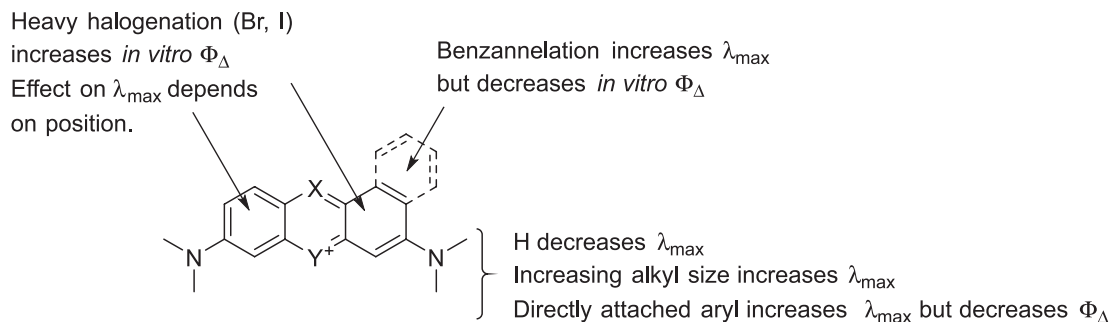 Heavy halogenation (Br, I)
increases in vitro ΦΔ
Effect on λmax depends
on position.
Benzannelation increases λmax
but decreases in vitro ΦΔ
X
N
Y+
N
H decreases λmax
Increasing alkyl size increases λmax
Directly attached aryl increases λmax but decreases ΦΔ